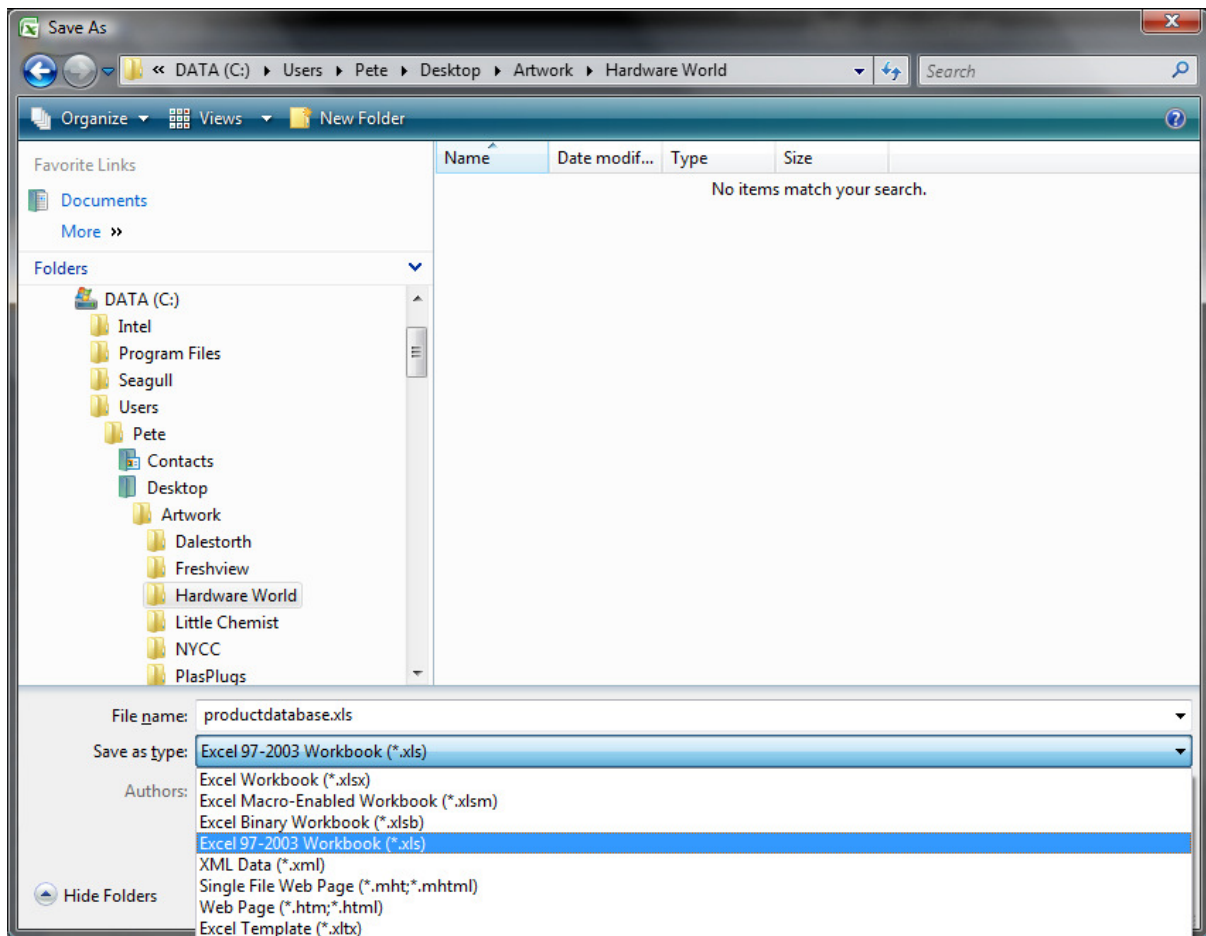 Save As
« DATA (C:) ▸ Users ▸ Pete ▸ Desktop ▸ Artwork ▸ Hardware World
Search
Organize Views New Folder
Favorite Links
Documents
More »
Folders
DATA (C:)
Intel
Program Files
Seagull
Users
Pete
Contacts
Desktop
Artwork
Dalestorth
Freshview
Hardware World
Little Chemist
NYCC
PlasPlugs
Name Date modif... Type Size
No items match your search.
File name: productdatabase.xls
Save as type: Excel 97-2003 Workbook (*.xls)
Authors:
Excel Workbook (*.xlsx)
Excel Macro-Enabled Workbook (*.xlsm)
Excel Binary Workbook (*.xlsb)
Excel 97-2003 Workbook (*.xls)
XML Data (*.xml)
Single File Web Page (*.mht;*.mhtml)
Web Page (*.htm;*.html)
Excel Template (*.xltx)
Hide Folders